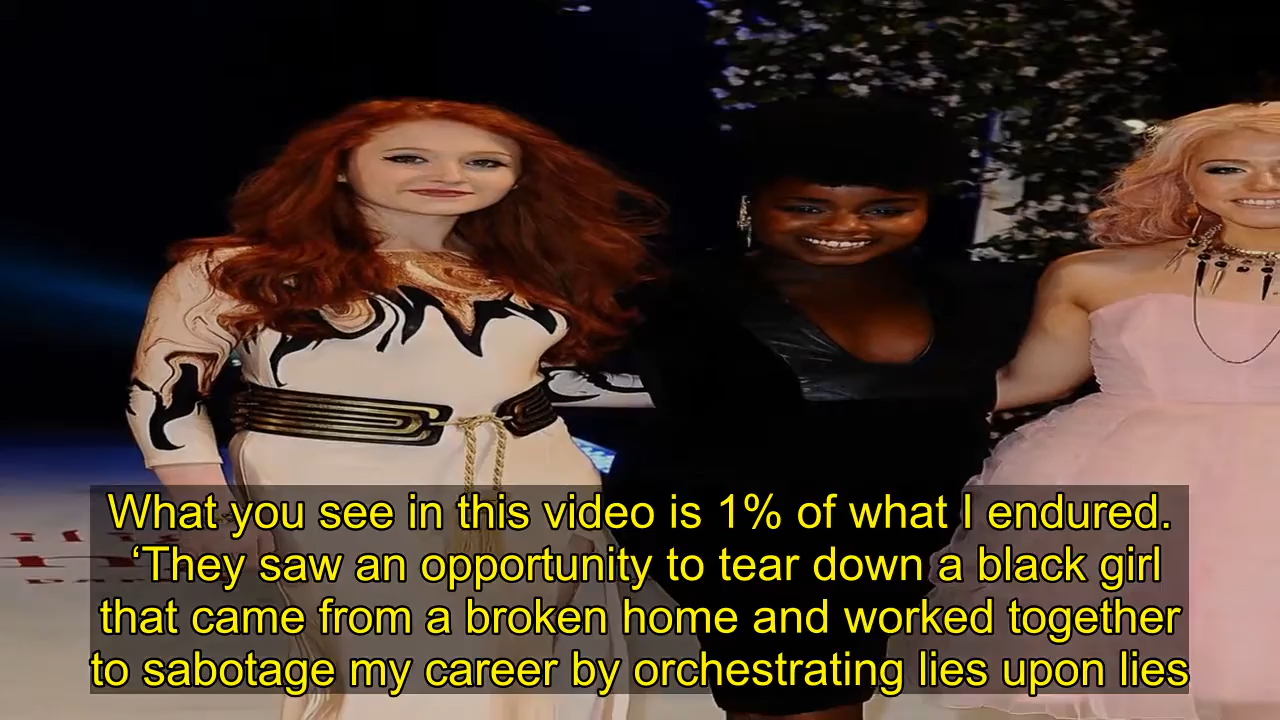 What you see in this video is 1% of what I endured.
‘They saw an opportunity to tear down a black girl
that came from a broken home and worked together
to sabotage my career by orchestrating lies upon lies